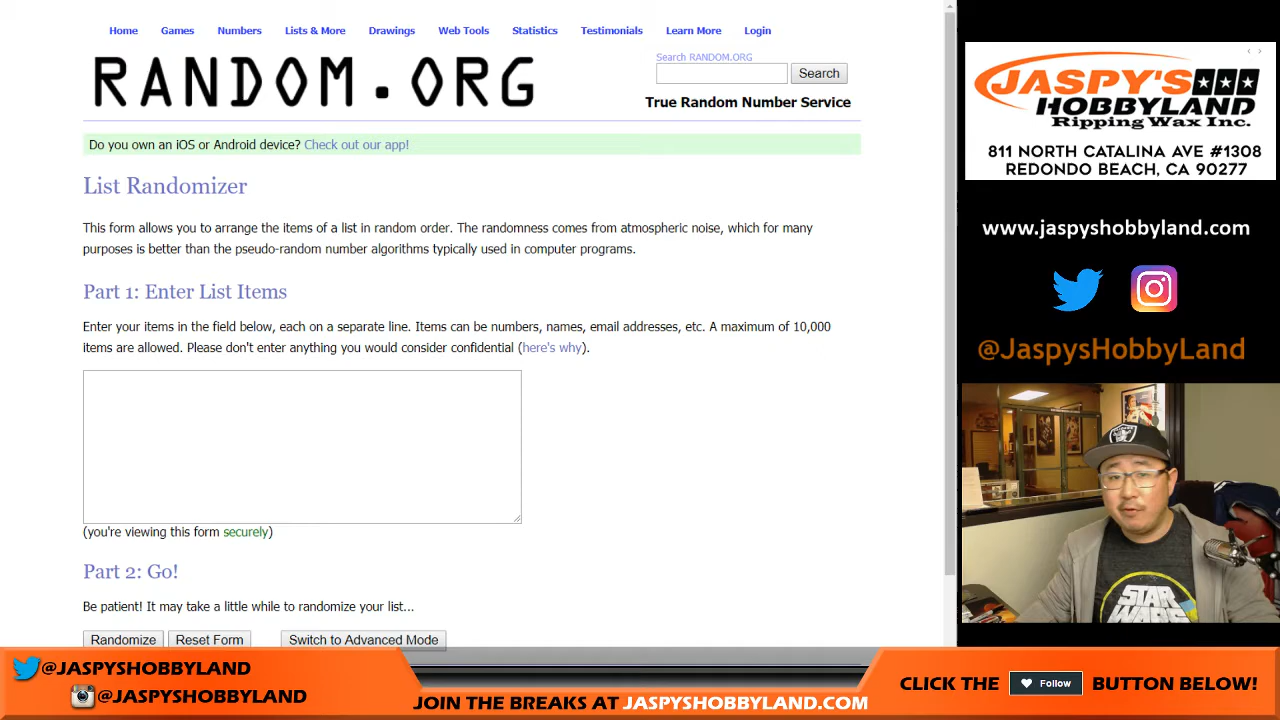 Home Games Numbers Lists & More Drawings Web Tools Statistics Testimonials Learn More Login
RANDOM.ORG
Search RANDOM.ORG
Search
True Random Number Service
Do you own an iOS or Android device? Check out our app!
List Randomizer
This form allows you to arrange the items of a list in random order. The randomness comes from atmospheric noise, which for many
purposes is better than the pseudo-random number algorithms typically used in computer programs.
Part 1: Enter List Items
Enter your items in the field below, each on a separate line. Items can be numbers, names, email addresses, etc. A maximum of 10,000
items are allowed. Please don't enter anything you would consider confidential (here's why).
(you're viewing this form securely)
Part 2: Go!
Be patient! It may take a little while to randomize your list...
Randomize Reset Form Switch to Advanced Mode
JASPY'S
HOBBYLAND
Ripping Wax Inc.
811 NORTH CATALINA AVE #1308
REDONDO BEACH, CA 90277
www.jaspyshobbyland.com
@JaspysHobbyLand
STAR
WARS
@JASPYSHOBBYLAND
@JASPYSHOBBYLAND
JOIN THE BREAKS AT JASPYSHOBBYLAND.COM
CLICK THE Follow BUTTON BELOW!